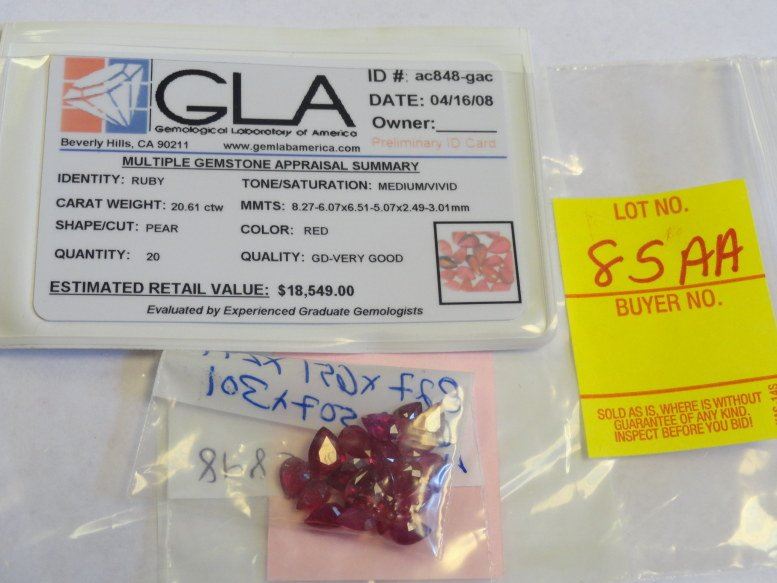 GLA
Gemological Laboratory of America
Beverly Hills, CA 90211 www.gemlabamerica.com
ID #: ac848-gac
DATE: 04/16/08
Owner:______
Preliminary ID Card
MULTIPLE GEMSTONE APPRAISAL SUMMARY
IDENTITY: RUBY TONE/SATURATION: MEDIUM/VIVID
CARAT WEIGHT: 20.61 ctw MMTS: 8.27-6.07x6.51-5.07x2.49-3.01mm
SHAPE/CUT: PEAR COLOR: RED
QUANTITY: 20 QUALITY: GD-VERY GOOD
ESTIMATED RETAIL VALUE: $18,549.00
Evaluated by Experienced Graduate Gemologists
LOT NO.
85AA
BUYER NO.
SOLD AS IS, WHERE IS WITHOUT
GUARANTEE OF ANY KIND.
INSPECT BEFORE YOU BID!